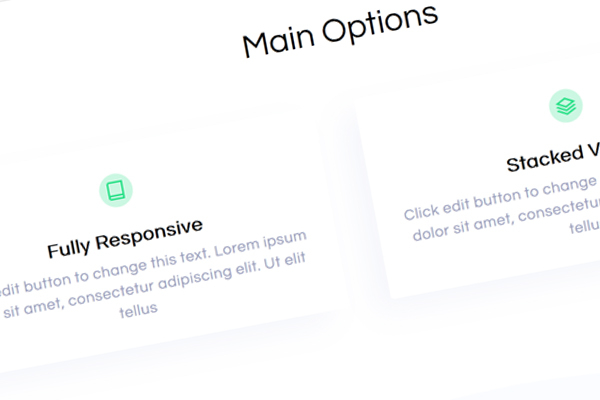 Main Options
Fully Responsive
edit button to change this text. Lorem ipsum
sit amet, consectetur adipiscing elit. Ut elit
tellus
Stacked V
Click edit button to change
dolor sit amet, consectetu
tellu